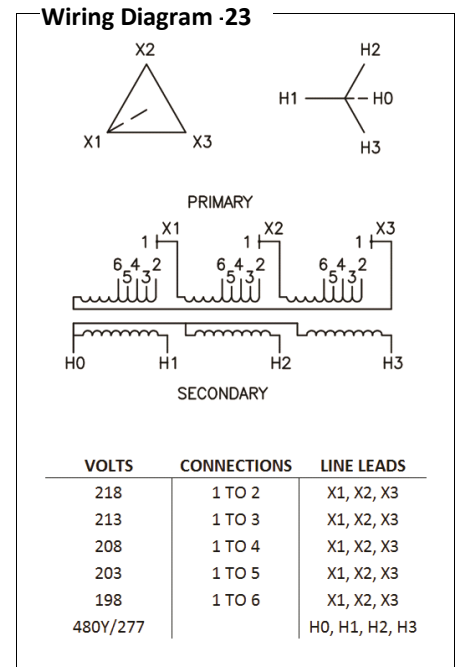 Wiring Diagram -23
X2
X1
X3
H2
H1
H0
H3
PRIMARY
X1 X2 X3
1 1 1
6 5 4 3 2 6 5 4 3 2 6 5 4 3 2
H0 H1 H2 H3
SECONDARY
VOLTS CONNECTIONS LINE LEADS
218 1 TO 2 X1, X2, X3
213 1 TO 3 X1, X2, X3
208 1 TO 4 X1, X2, X3
203 1 TO 5 X1, X2, X3
198 1 TO 6 X1, X2, X3
480Y/277 H0, H1, H2, H3